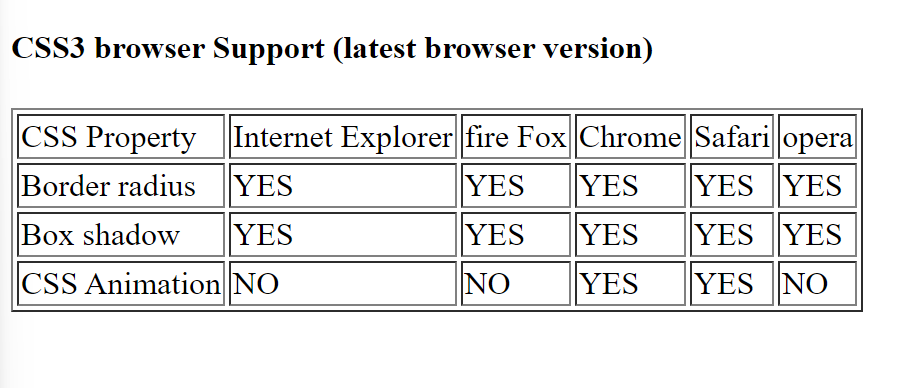 CSS3 browser Support (latest browser version)
CSS Property Internet Explorer fire Fox Chrome Safari opera
Border radius YES YES YES YES YES
Box shadow YES YES YES YES YES
CSS Animation NO NO YES YES NO